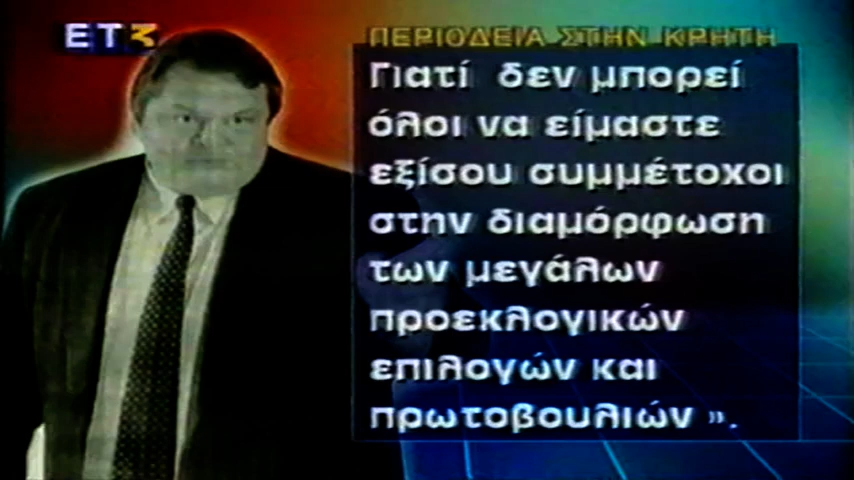 ΕΤ3
ΠΕΡΙΟΔΕΙΑ ΣΤΗΝ ΚΡΗΤΗ
Γιατί δεν μπορεί
όλοι να είμαστε
εξίσου συμμέτοχοι
στην διαμόρφωση
των μεγάλων
προεκλογικών
επιλογών και
πρωτοβουλιών ».